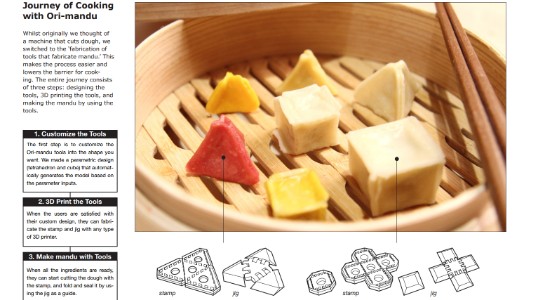 Journey of Cooking
with Ori-mandu
Whilst originally we thought of
a machine that cuts dough, we
switched to the 'fabrication of
tools that fabricate mandu.' This
makes the process easier and
lowers the barrier for cook-
ing. The entire journey consists
of three steps: designing the
tools, 3D printing the tools, and
making the mandu by using the
tools.
1. Customize the Tools
The first step is to customize the
Ori-mandu tools into the shape you
want. We made a parametric design
(tetrahedron and cube) that automat-
ically generates the model based on
the parameter inputs.
2. 3D Print the Tools
When the users are satisfied with
their custom design, they can fabri-
cate the stamp and jig with any type
of 3D printer.
3. Make mandu with Tools
When all the ingredients are ready,
they can start cutting the dough with
the stamp, and fold and seal it by us-
ing the jig as a guide.
stamp
jig
stamp
jig